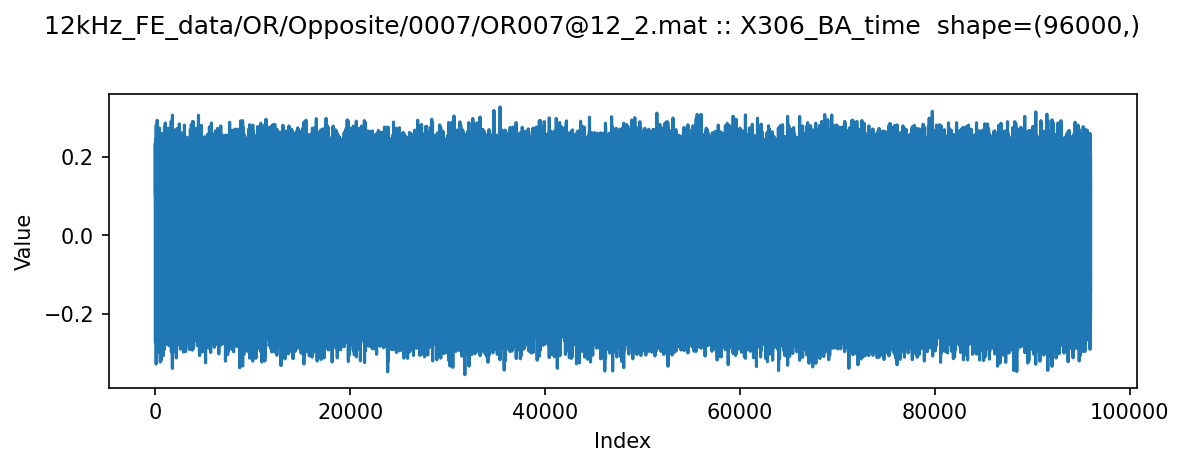 12kHz_FE_data/OR/Opposite/0007/OR007@12_2.mat :: X306_BA_time  shape=(96000,)
0.2
0.0
−0.2
Value
0 20000 40000 60000 80000 100000
Index